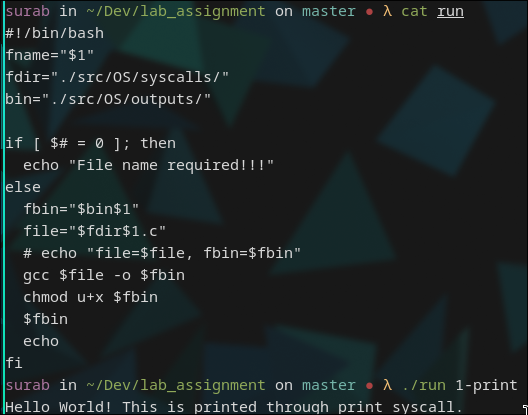 surab in ~/Dev/lab_assignment on master ● λ cat run
#!/bin/bash
fname="$1"
fdir="./src/OS/syscalls/"
bin="./src/OS/outputs/"

if [ $# = 0 ]; then
  echo "File name required!!!"
else
  fbin="$bin$1"
  file="$fdir$1.c"
  # echo "file=$file, fbin=$fbin"
  gcc $file -o $fbin
  chmod u+x $fbin
  $fbin
  echo
fi
surab in ~/Dev/lab_assignment on master ● λ ./run 1-print
Hello World! This is printed through print syscall.